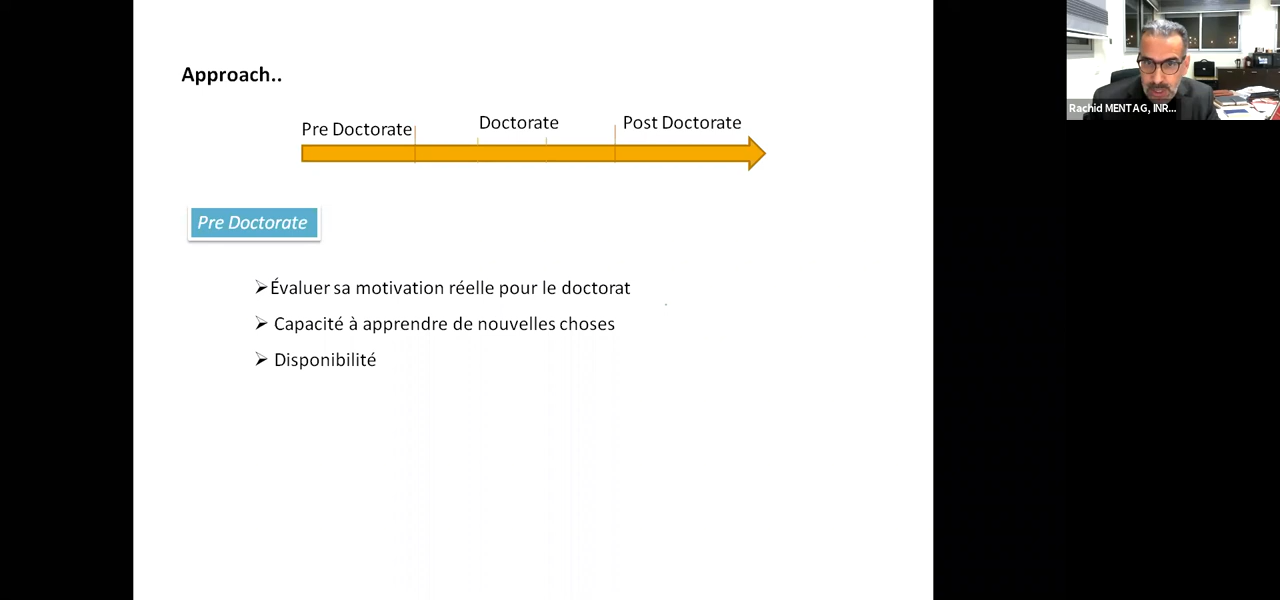 Approach..
Pre Doctorate
Doctorate
Post Doctorate
Pre Doctorate
Évaluer sa motivation réelle pour le doctorat
Capacité à apprendre de nouvelles choses
Disponibilité
Rachid MENTAG, INR...